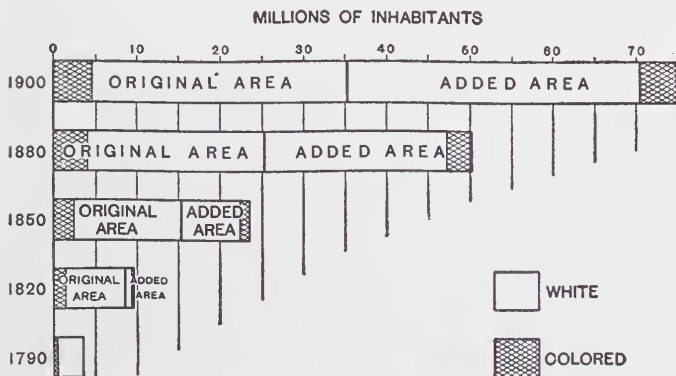 MILLIONS OF INHABITANTS
0 10 20 30 40 50 60 70
1900 ORIGINAL AREA ADDED AREA
1880 ORIGINAL AREA ADDED AREA
1850 ORIGINAL ADDED
AREA AREA
1820 ORIGINAL ADDED
AREA AREA
WHITE
1790 COLORED